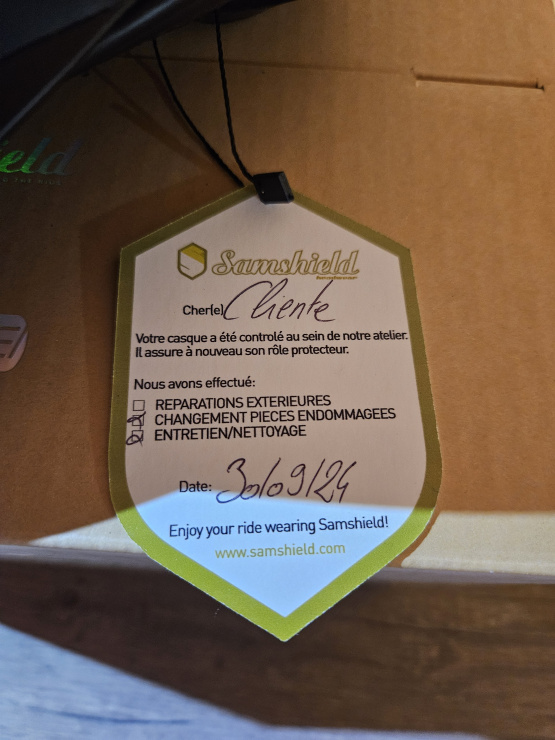 eld
Samshield
Cher(e) Cliente
Votre casque a été controlé au sein de notre atelier.
Il assure à nouveau son rôle protecteur.
Nous avons effectué:
REPARATIONS EXTERIEURES
CHANGEMENT PIECES ENDOMMAGEES
ENTRETIEN/NETTOYAGE
Date: 30/09/24
Enjoy your ride wearing Samshield!
www.samshield.com